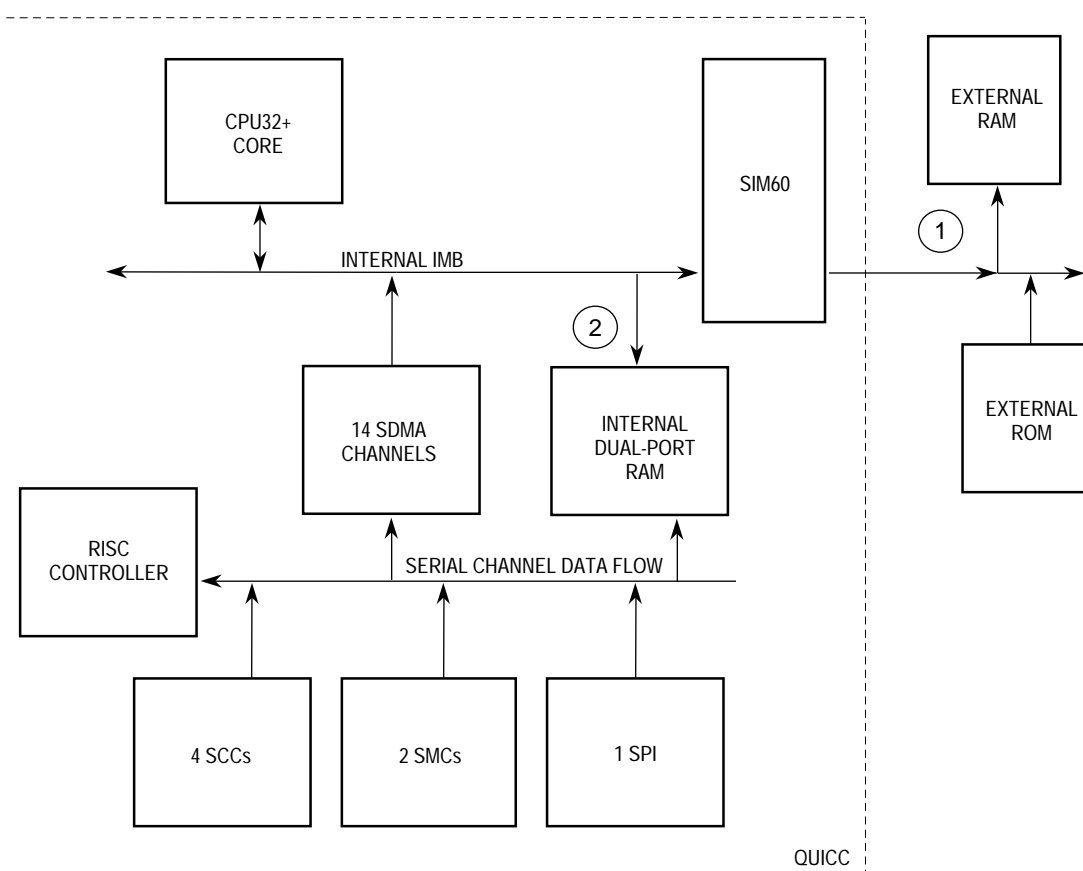 CPU32+
CORE
SIM60
EXTERNAL
RAM
1
INTERNAL IMB
2
14 SDMA
CHANNELS
INTERNAL
DUAL-PORT
RAM
EXTERNAL
ROM
RISC
CONTROLLER
SERIAL CHANNEL DATA FLOW
4 SCCs
2 SMCs
1 SPI
QUICC